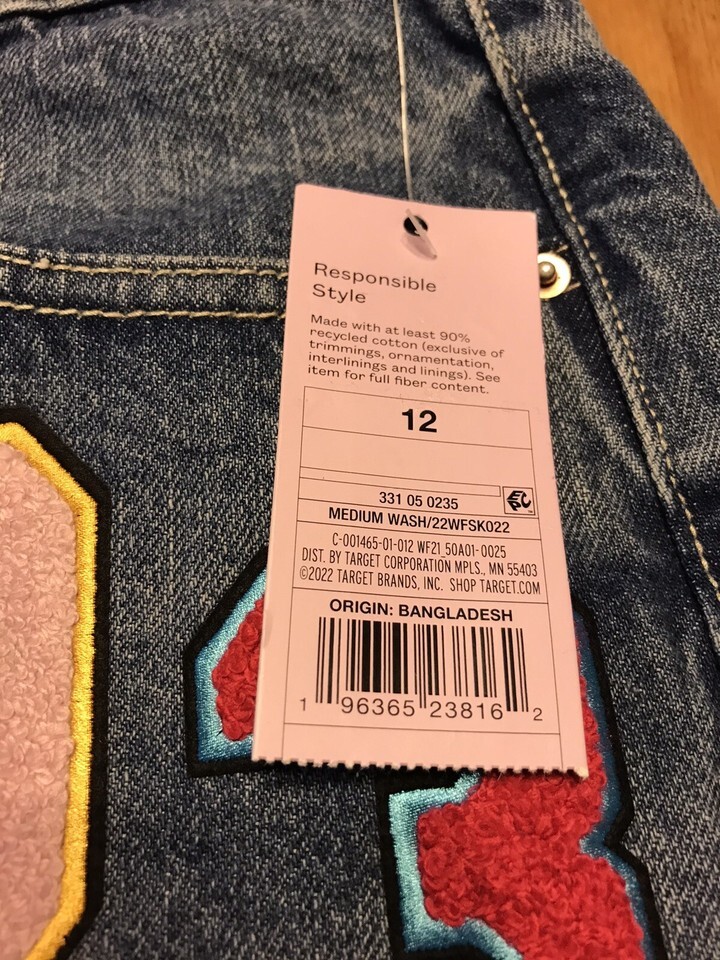 Responsible
Style
Made with at least 90%
recycled cotton (exclusive of
trimmings, ornamentation,
interlinings and linings). See
item for full fiber content.
12
331 05 0235
MEDIUM WASH/22WFSK022
C-001465-01-012 WF21_50A01-0025
DIST. BY TARGET CORPORATION MPLS., MN 55403
©2022 TARGET BRANDS, INC. SHOP TARGET.COM
ORIGIN: BANGLADESH
1 96365 23816 2